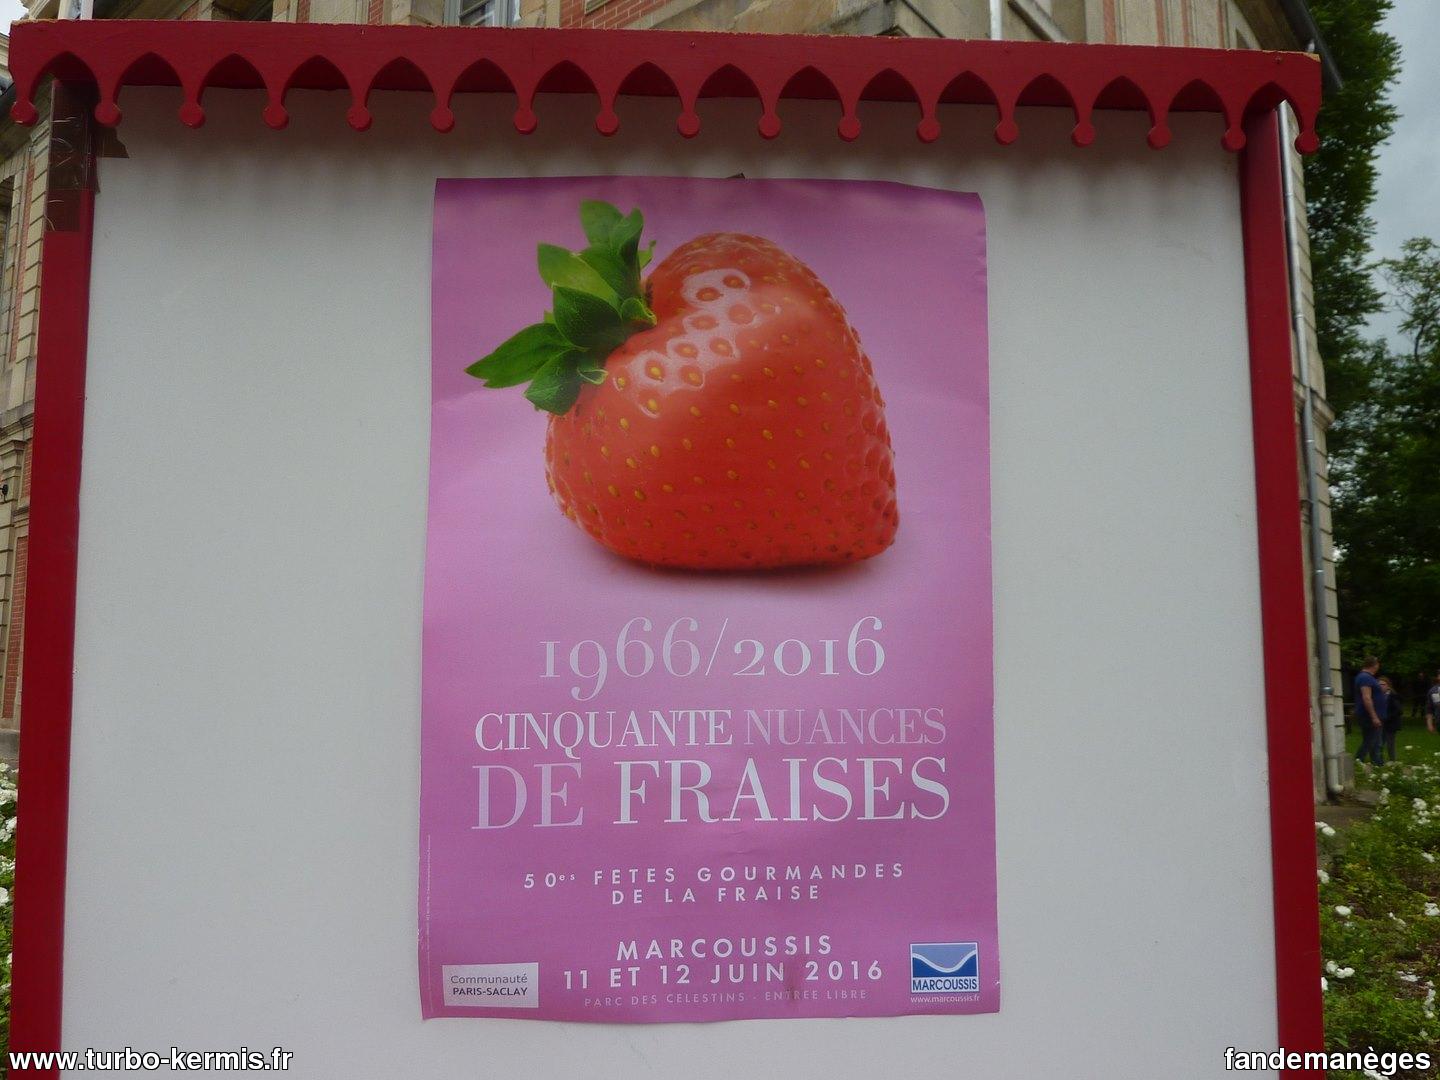 1966/2016
CINQUANTE NUANCES
DE FRAISES
50es FETES GOURMANDES
DE LA FRAISE
MARCOUSSIS
11 ET 12 JUIN 2016
PARC DES CELESTINS - ENTREE LIBRE
Communauté
PARIS-SACLAY
MARCOUSSIS
www.marcoussis.fr
www.turbo-kermis.fr
fandemanèges